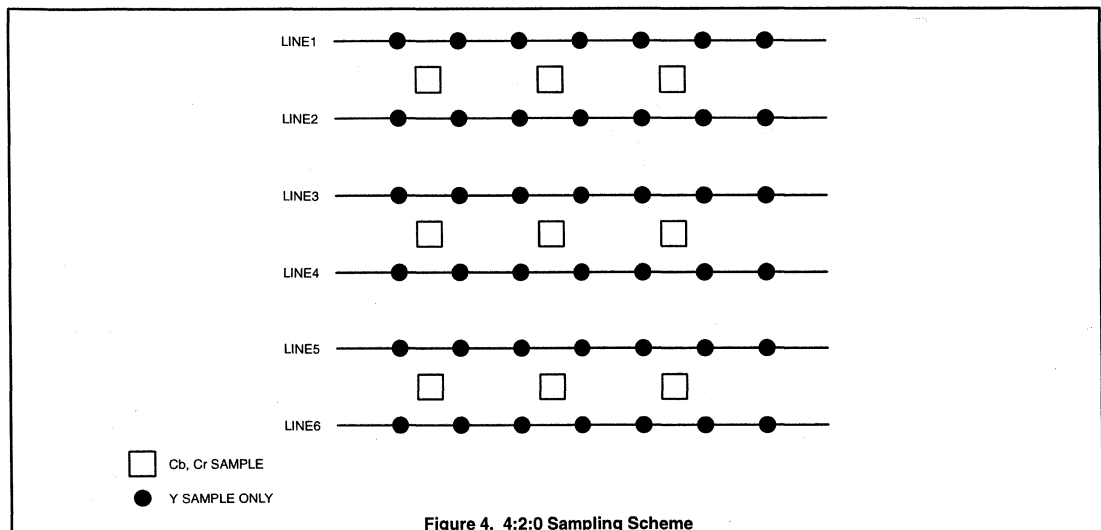 LINE1
LINE2
LINE3
LINE4
LINE5
LINE6
Cb, Cr SAMPLE
Y SAMPLE ONLY
Figure 4. 4:2:0 Sampling Scheme